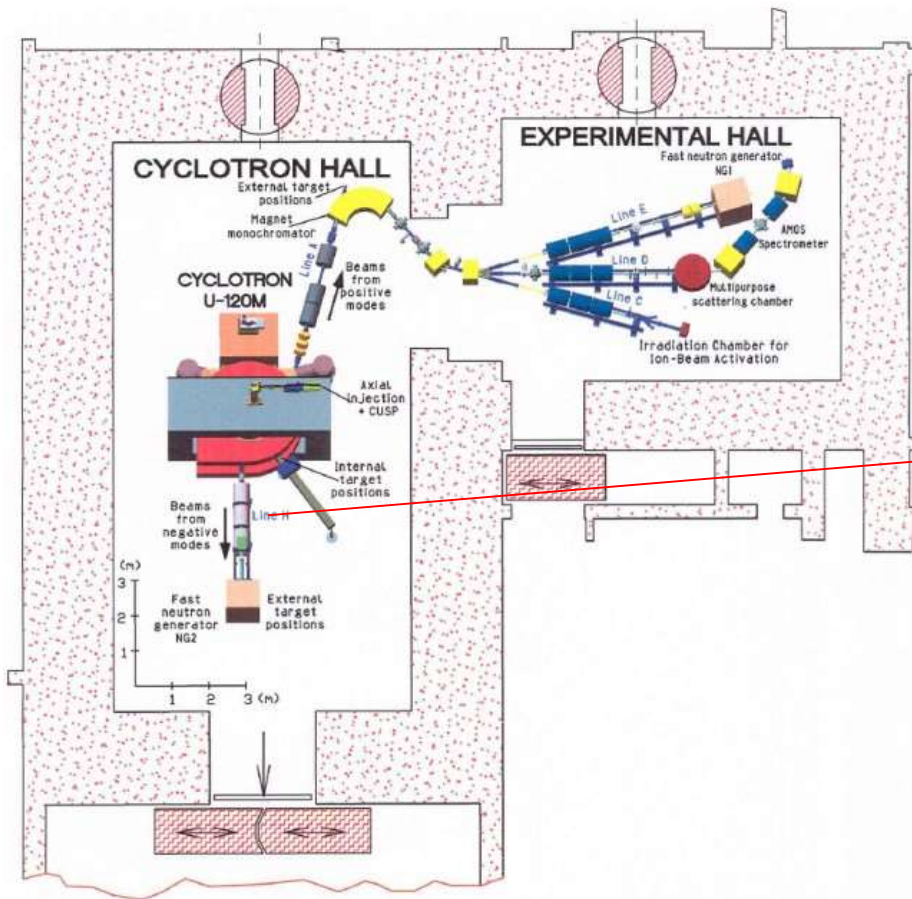 CYCLOTRON HALL
External target
positions
Magnet
monochromator
Line A
CYCLOTRON
U-120M
Beams
from
positive
modes
Axial
injection
+ CUSP
Internal
target
positions
Beams
from
negative
modes
Line H
Fast
neutron
generator
NG2
External
target
positions
(m)
3
2
1
1 2 3 (m)
EXPERIMENTAL HALL
Fast neutron generator
NG1
Line E
AMOS
Spectrometer
Line D
Multipurpose
scattering chamber
Line C
Irradiation Chamber for
Ion-Beam Activation